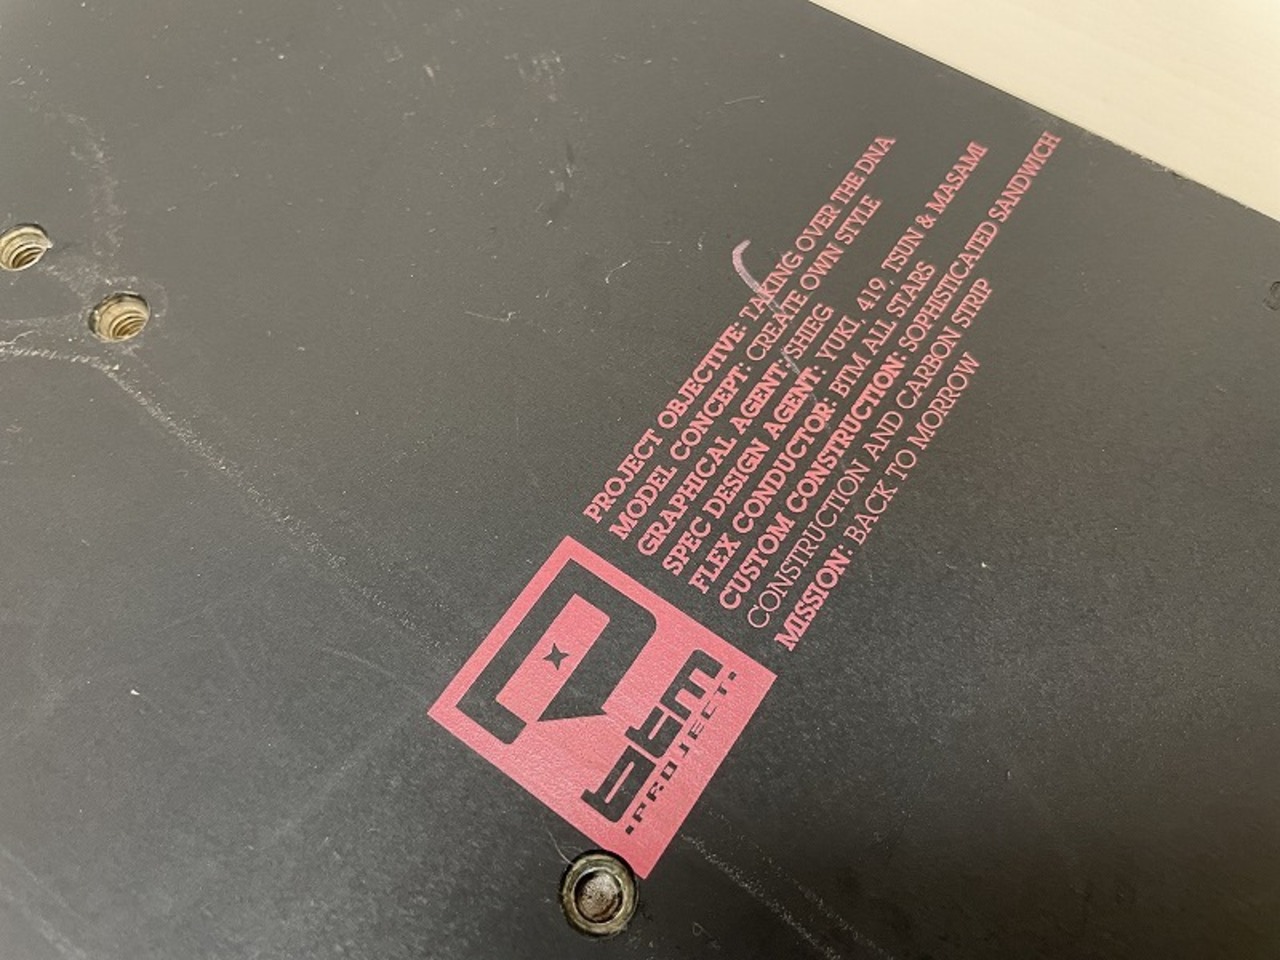 PROJECT OBJECTIVE: TAKING OVER THE DNA
MODEL CONCEPT: CREATE OWN STYLE
GRAPHICAL AGENT: SHIEG
SPEC DESIGN AGENT: YUKI, 419, TSUN & MASAMI
FLEX CONDUCTOR: BTM ALL STARS
CUSTOM CONSTRUCTION: SOPHISTICATED SANDWICH
CONSTRUCTION AND CARBON STRIP
MISSION: BACK TO MORROW
btm
·PROJECT·